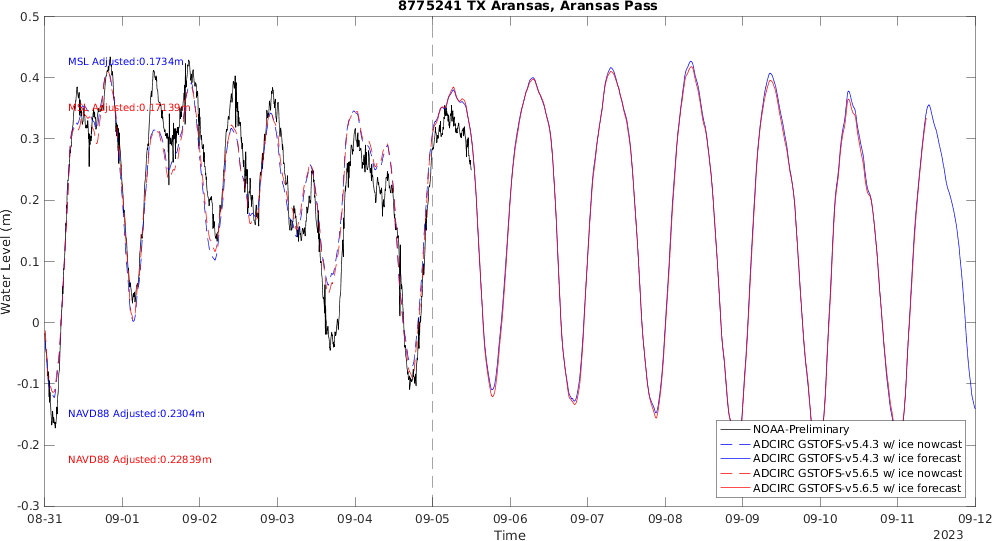 8775241 TX Aransas, Aransas Pass
0.5
0.4
0.3
0.2
0.1
0
-0.1
-0.2
-0.3
Water Level (m)
MSL Adjusted:0.1734m
MSL Adjusted:0.17139m
NAVD88 Adjusted:0.2304m
NAVD88 Adjusted:0.22839m
NOAA-Preliminary
ADCIRC GSTOFS-v5.4.3 w/ ice nowcast
ADCIRC GSTOFS-v5.4.3 w/ ice forecast
ADCIRC GSTOFS-v5.6.5 w/ ice nowcast
ADCIRC GSTOFS-v5.6.5 w/ ice forecast
08-31 09-01 09-02 09-03 09-04 09-05 09-06 09-07 09-08 09-09 09-10 09-11 09-12
Time
2023